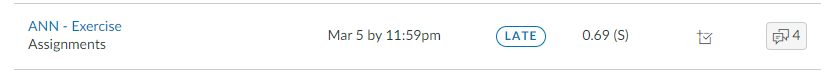 ANN - Exercise
Assignments
Mar 5 by 11:59pm
LATE
0.69 (S)
4